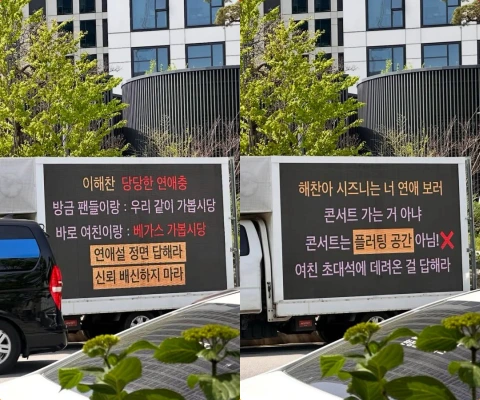 이해찬 당당한 연애충
방금 팬들이랑 : 우리 같이 가봅시당
바로 여친이랑 : 베가스 가봅시당
연애설 정면 답해라
신뢰 배신하지 마라
해찬아 시즈니는 너 연애 보러
콘서트 가는 거 아냐
콘서트는 플러팅 공간 아님!❌
여친 초대석에 데려온 걸 답해라